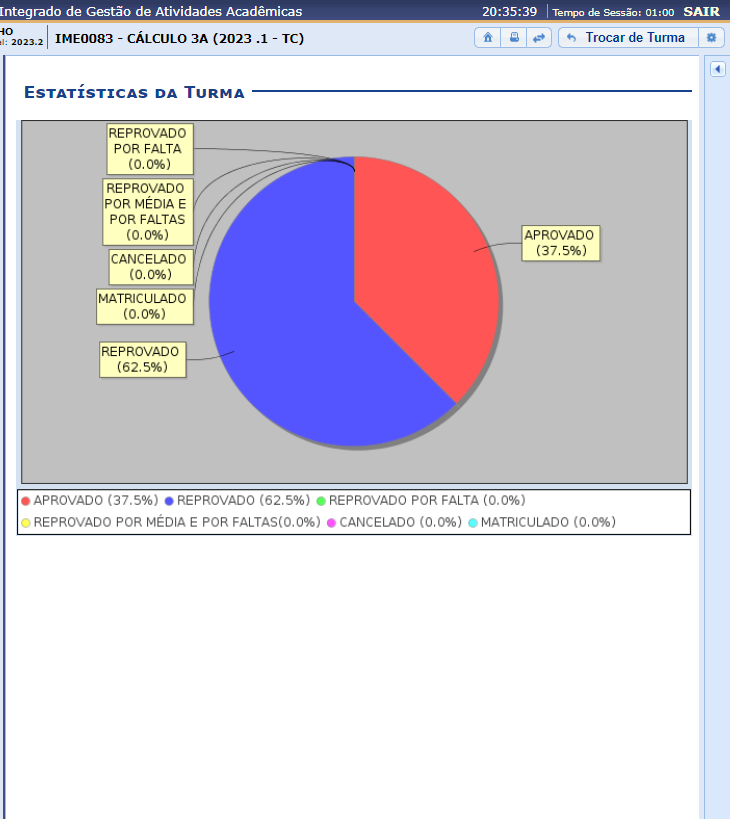 Integrado de Gestão de Atividades Acadêmicas 20:35:39 Tempo de Sessão: 01:00 SAIR
HO
el: 2023.2
IME0083 - CÁLCULO 3A (2023 .1 - TC) Trocar de Turma
ESTATÍSTICAS DA TURMA
REPROVADO
POR FALTA
(0.0%)
REPROVADO
POR MÉDIA E
POR FALTAS
(0.0%)
CANCELADO
(0.0%)
MATRICULADO
(0.0%)
REPROVADO
(62.5%)
APROVADO
(37.5%)
APROVADO (37.5%) REPROVADO (62.5%) REPROVADO POR FALTA (0.0%)
REPROVADO POR MÉDIA E POR FALTAS(0.0%) CANCELADO (0.0%) MATRICULADO (0.0%)